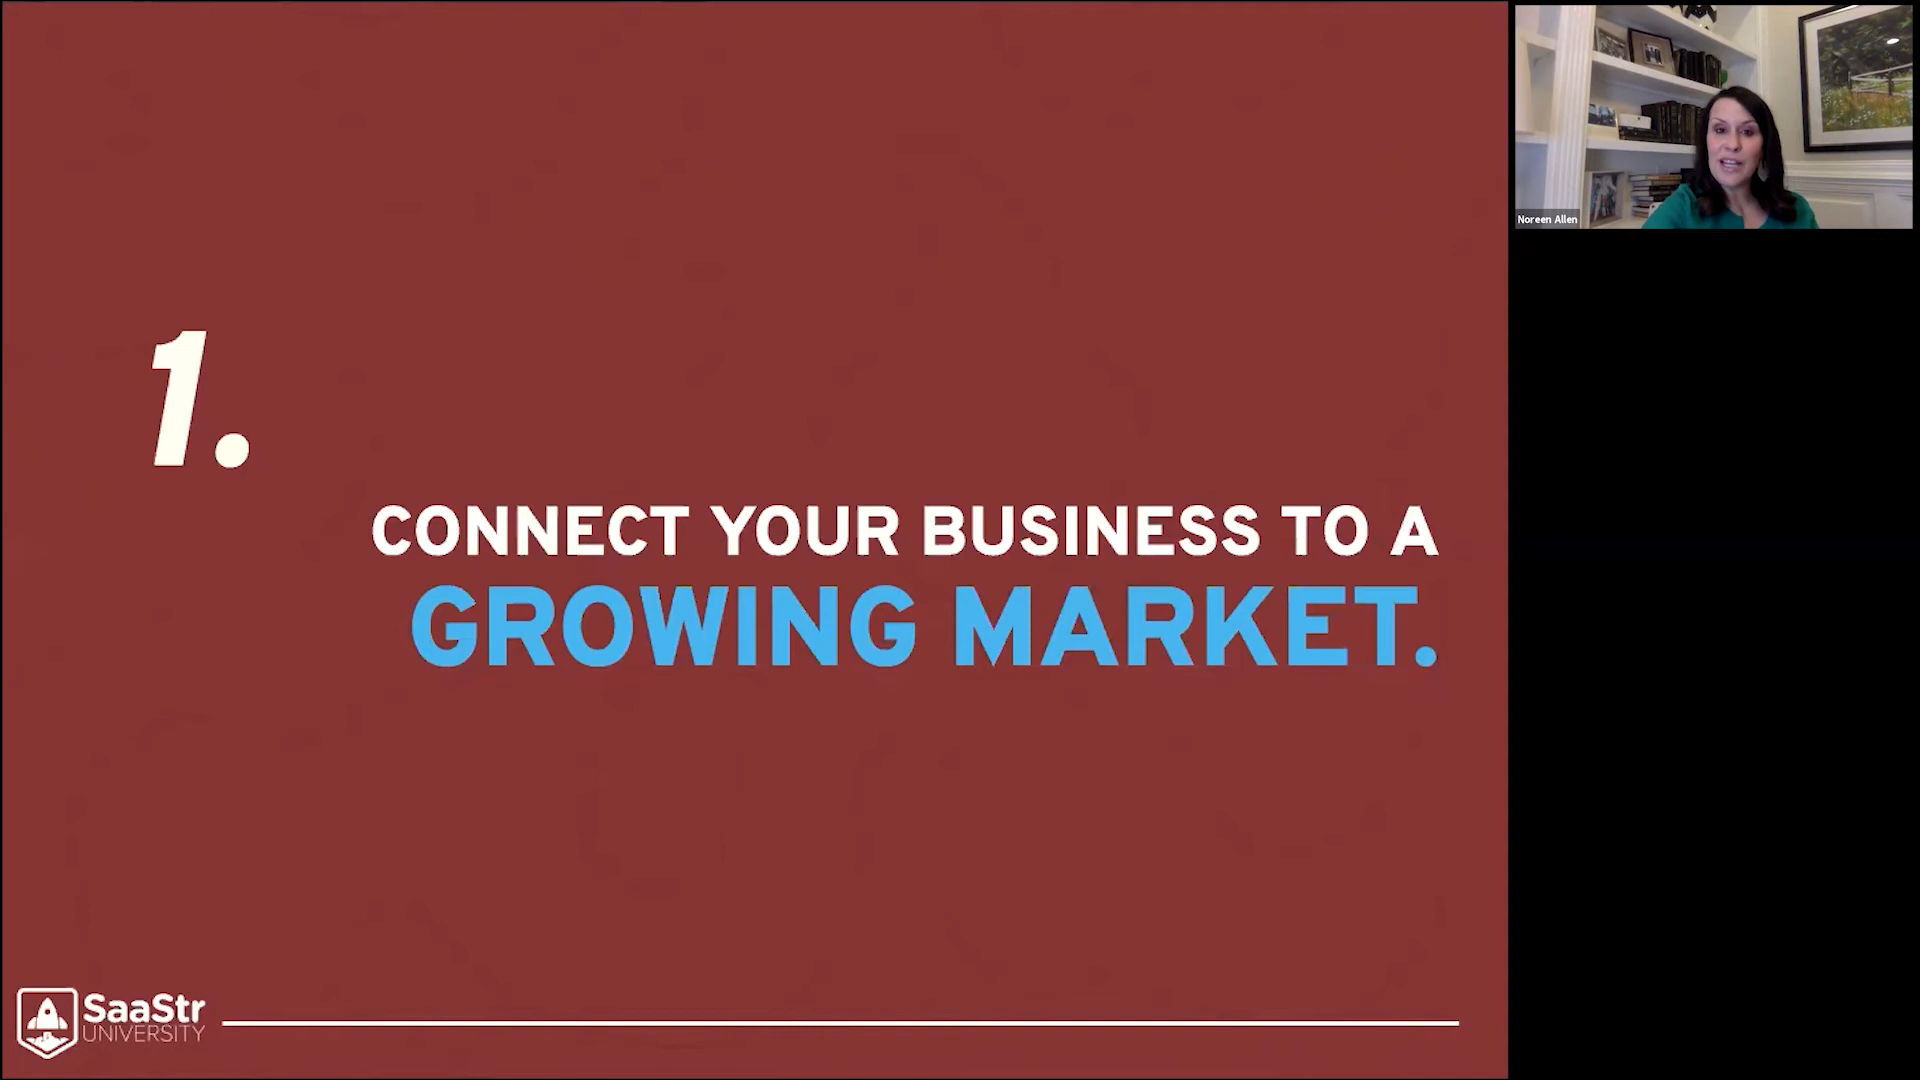 1.
CONNECT YOUR BUSINESS TO A
GROWING MARKET.
SaaStr
UNIVERSITY
Noreen Allen